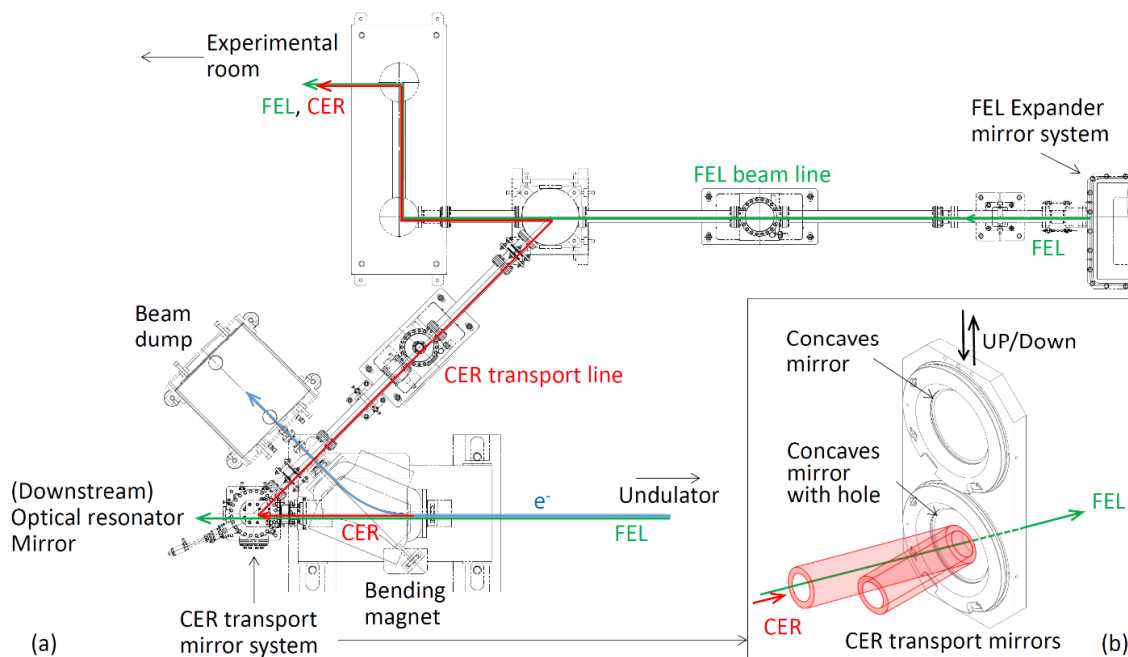 Experimental
room
FEL, CER
FEL Expander
mirror system
FEL beam line
FEL
Beam
dump
CER transport line
(Downstream)
Optical resonator
Mirror
e-
Undulator
CER
FEL
Bending
magnet
CER transport
mirror system
(a)
Concaves
mirror
UP/Down
Concaves
mirror
with hole
FEL
CER
CER transport mirrors
(b)